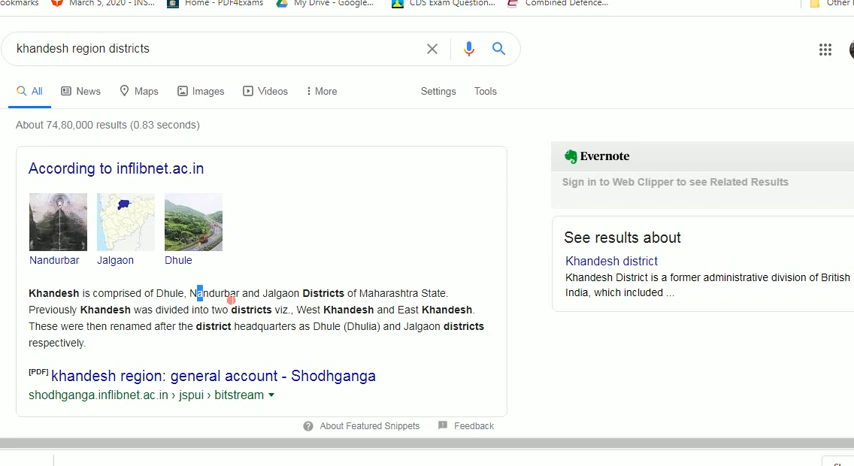 ookmarks March 5, 2020 - INS... Home - PDF4Exams My Drive - Google... CDS Exam Question... Combined Defence... Other
khandesh region districts
All News Maps Images Videos More Settings Tools
About 74,80,000 results (0.83 seconds)
According to inflibnet.ac.in
Nandurbar Jalgaon Dhule
Khandesh is comprised of Dhule, Nandurbar and Jalgaon Districts of Maharashtra State.
Previously Khandesh was divided into two districts viz., West Khandesh and East Khandesh.
These were then renamed after the district headquarters as Dhule (Dhulia) and Jalgaon districts
respectively.
[PDF] khandesh region: general account - Shodhganga
shodhganga.inflibnet.ac.in › jspui › bitstream
About Featured Snippets Feedback
Evernote
Sign in to Web Clipper to see Related Results
See results about
Khandesh district
Khandesh District is a former administrative division of British
India, which included ...